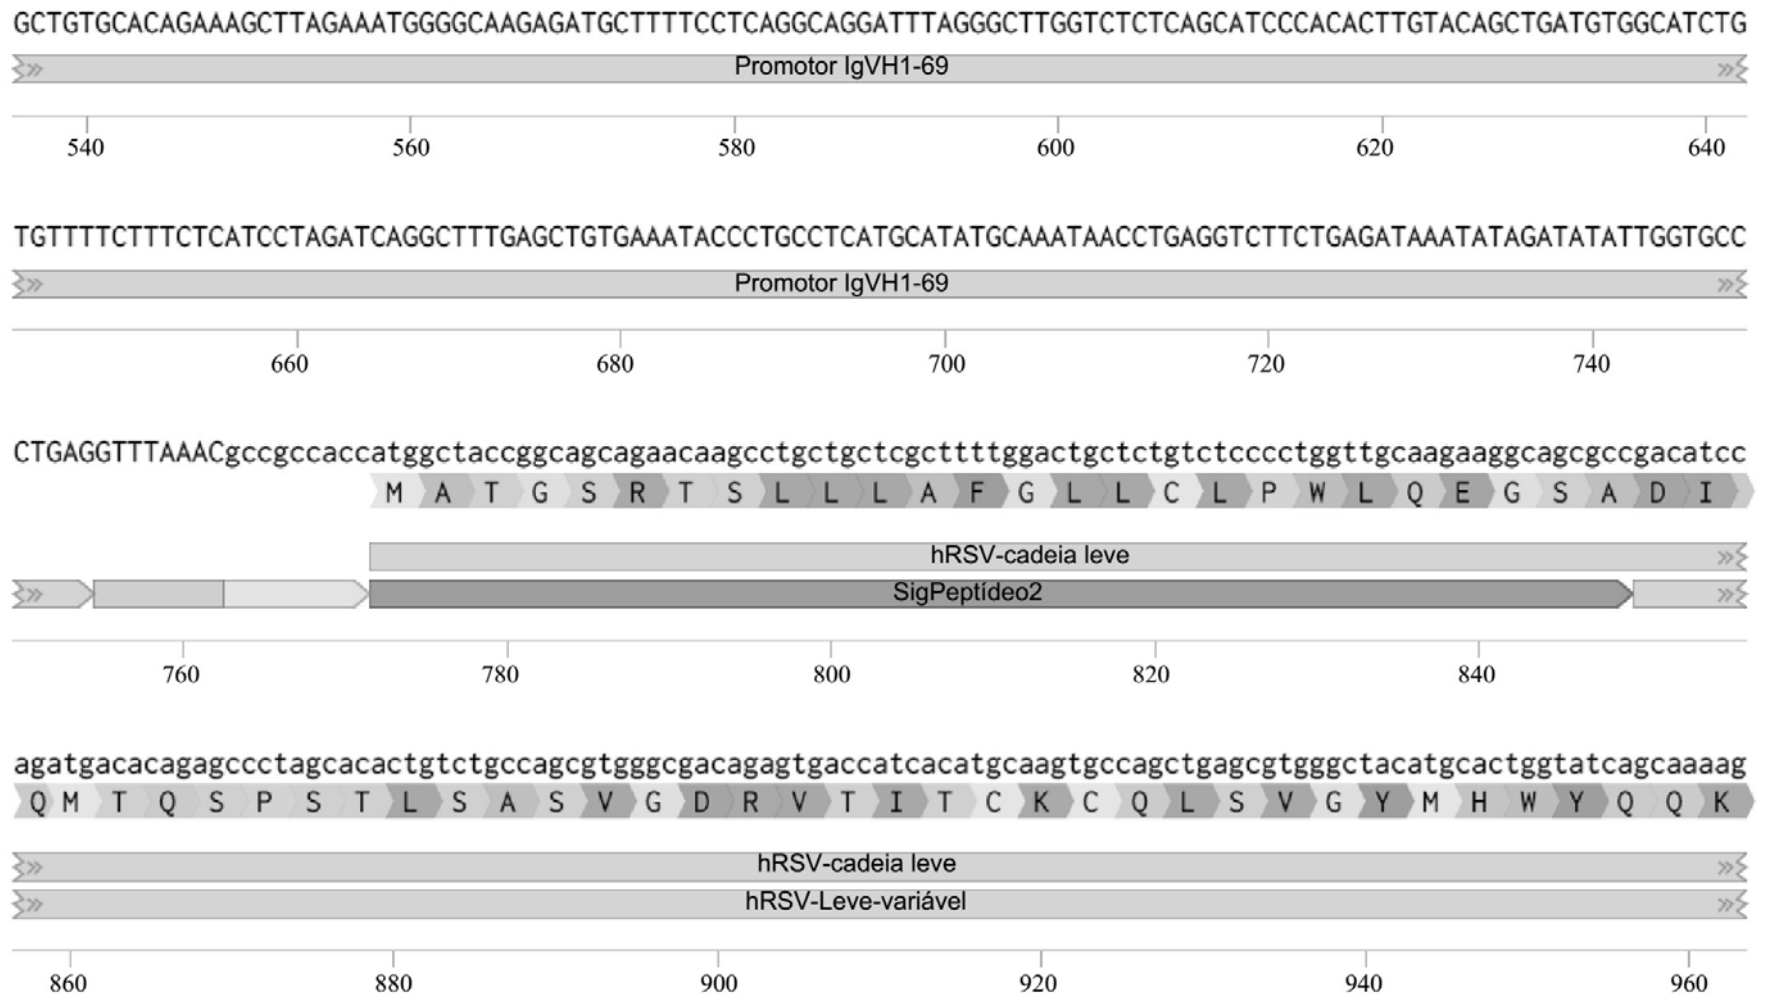 GCTGTGCACAGAAAGCTTAGAAATGGGGCAAGAGATGCTTTTCCTCAGGCAGGATTTAGGGCTTGGTCTCTCAGCATCCCACACTTGTACAGCTGATGTGGCATCTG
Promotor IgVH1-69
540 560 580 600 620 640
TGTTTTCTTTCTCATCCTAGATCAGGCTTTGAGCTGTGAAATACCCTGCCTCATGCATATGCAAATAACCTGAGGTCTTCTGAGATAAATATAGATATATTGGTGCC
Promotor IgVH1-69
660 680 700 720 740
CTGAGGTTTAAACgccgccaccatggctaccggcagcagaacaagcctgctgctcgcttttggactgctctgtctcccctggttgcaagaaggcagcgccgacatcc
M A T G S R T S L L L A F G L L C L P W L Q E G S A D I
hRSV-cadeia leve
SigPeptídeo2
760 780 800 820 840
agatgacacagagccctagcacactgtctgccagcgtgggcgacagagtgaccatcacatgcaagtgccagctgagcgtgggctacatgcactggtatcagcaaaag
Q M T Q S P S T L S A S V G D R V T I T C K C Q L S V G Y M H W Y Q Q K
hRSV-cadeia leve
hRSV-Leve-variável
860 880 900 920 940 960